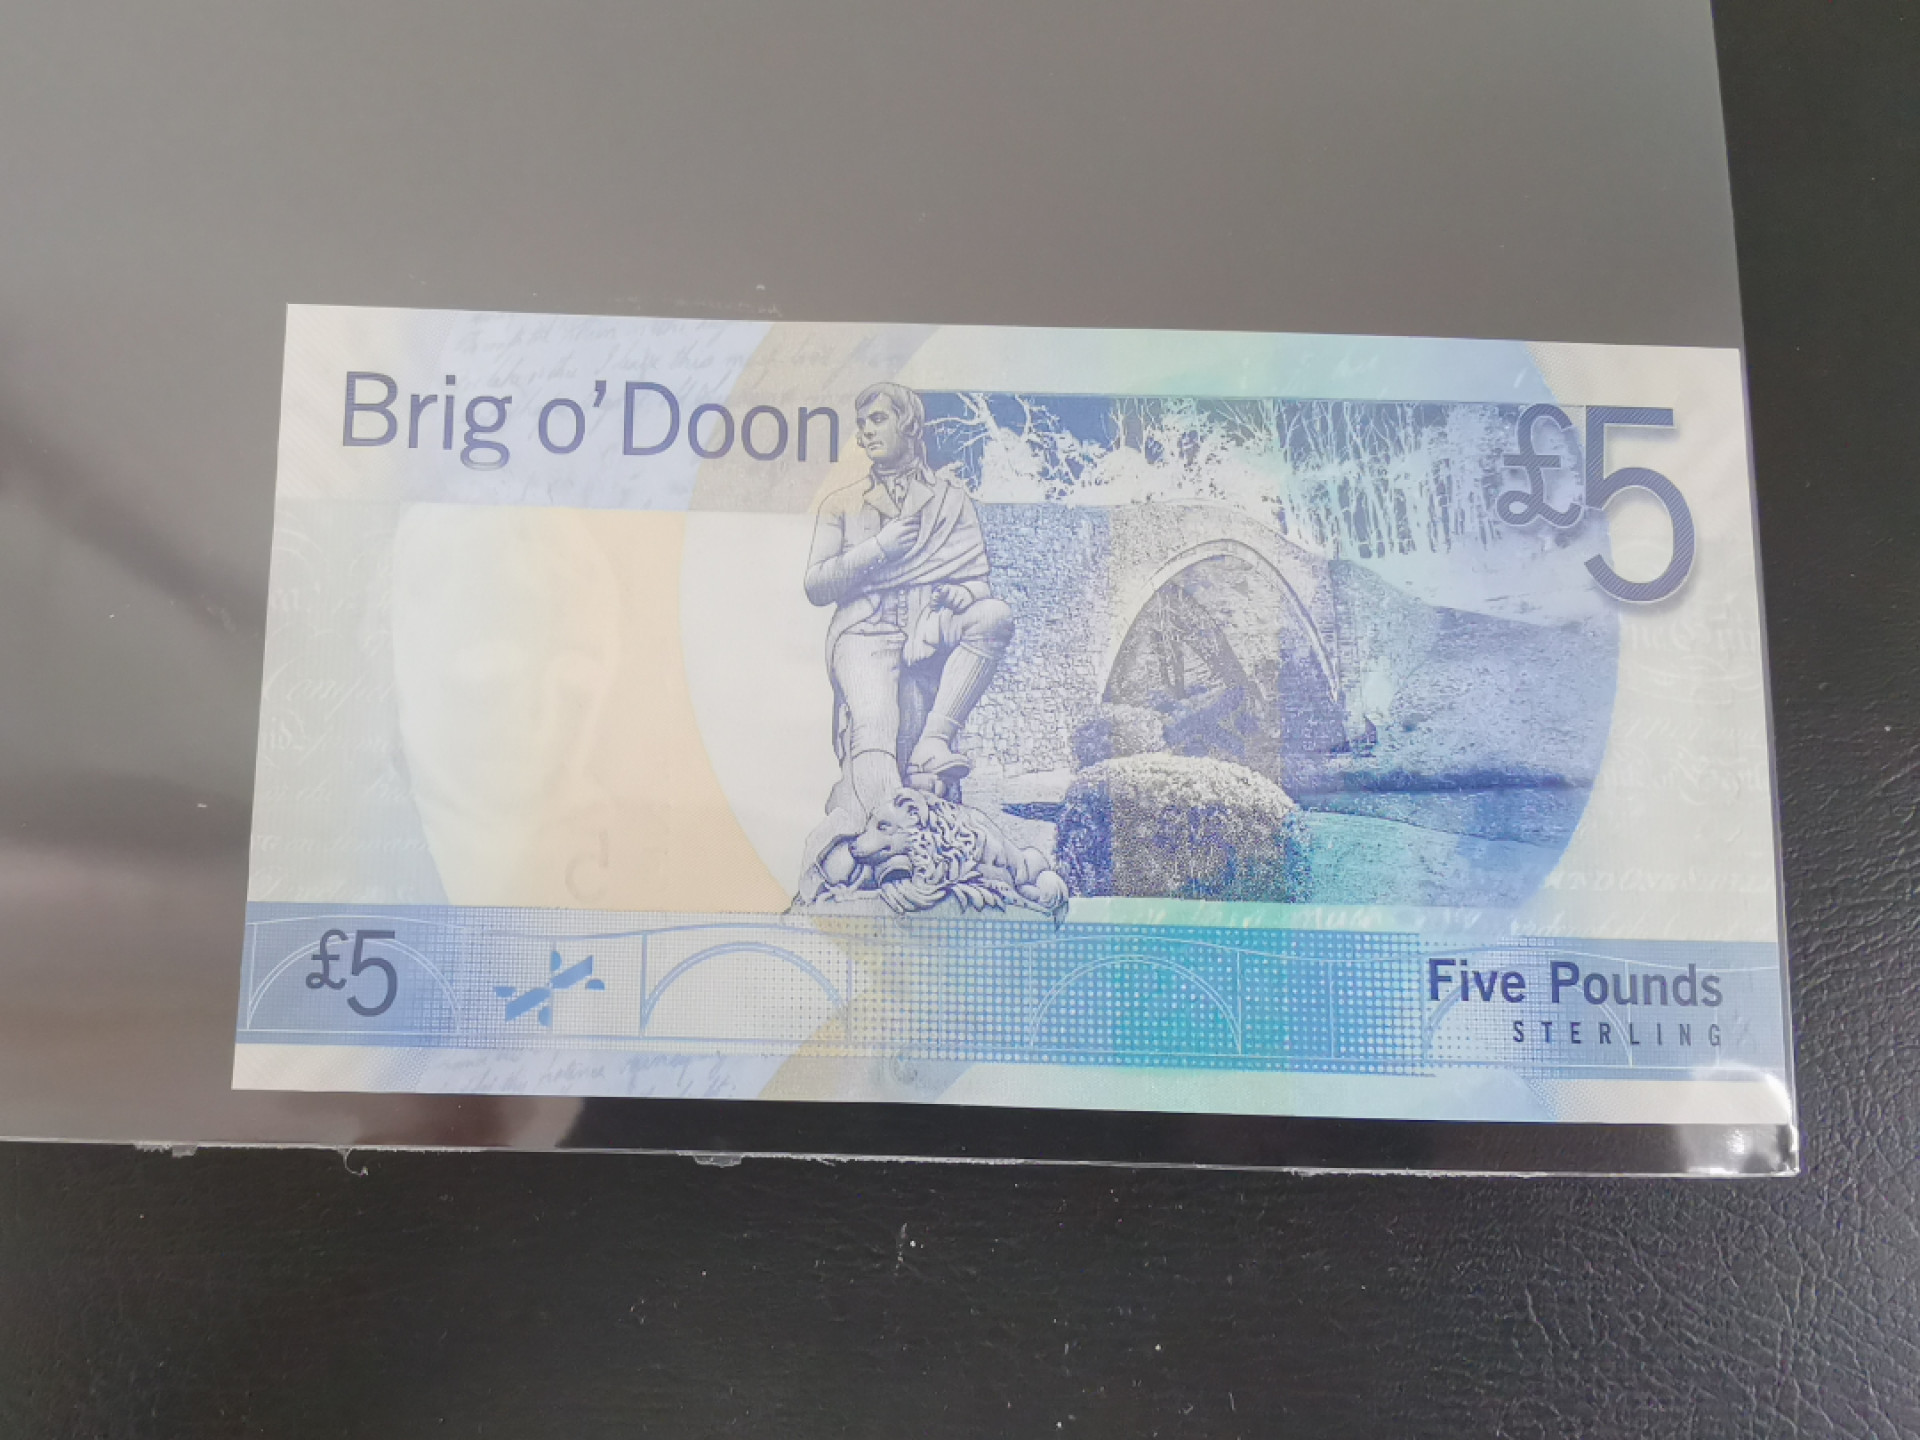 Brig o'Doon
£5
£5
Five Pounds
STERLING